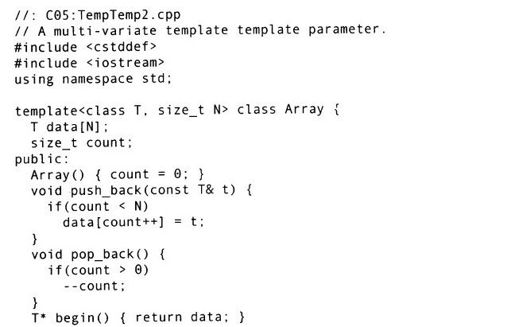 //: C05:TempTemp2.cpp
// A multi-variate template template parameter.
#include <cstddef>
#include <iostream>
using namespace std;
template<class T, size_t N> class Array {
T data[N];
size_t count;
public:
Array() { count = 0; }
void push_back(const T& t) {
if(count < N)
data[count++] = t;
}
void pop_back() {
if(count > 0)
--count;
}
T* begin() { return data; }